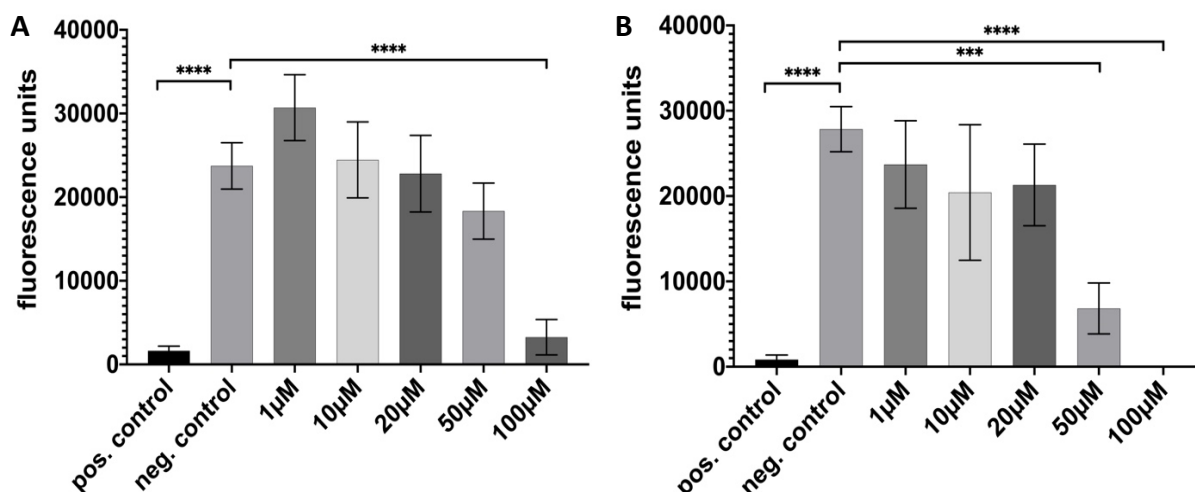 A
fluorescence units
40000
30000
20000
10000
0
****
****
pos. control
neg. control
1µM
10µM
20µM
50µM
100µM
B
fluorescence units
40000
30000
20000
10000
0
****
***
****
pos. control
neg. control
1µM
10µM
20µM
50µM
100µM